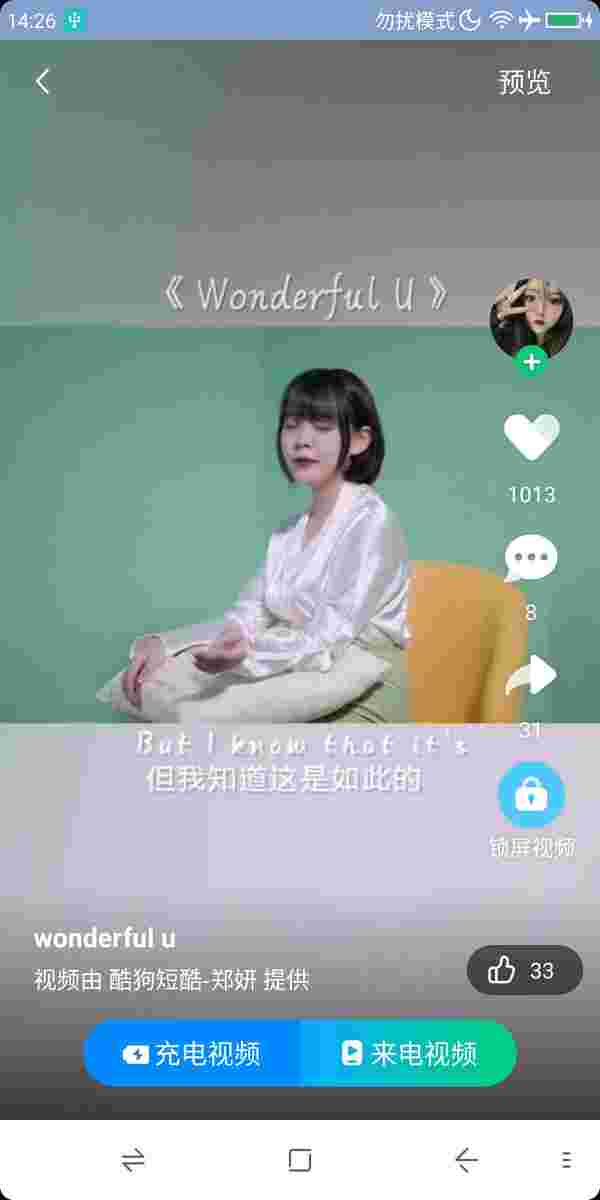 14:26
勿扰模式
预览
《 Wonderful U 》
1013
8
31
But I know that it's
但我知道这是如此的
锁屏视频
wonderful u
视频由 酷狗短酷-郑妍 提供
33
充电视频
来电视频